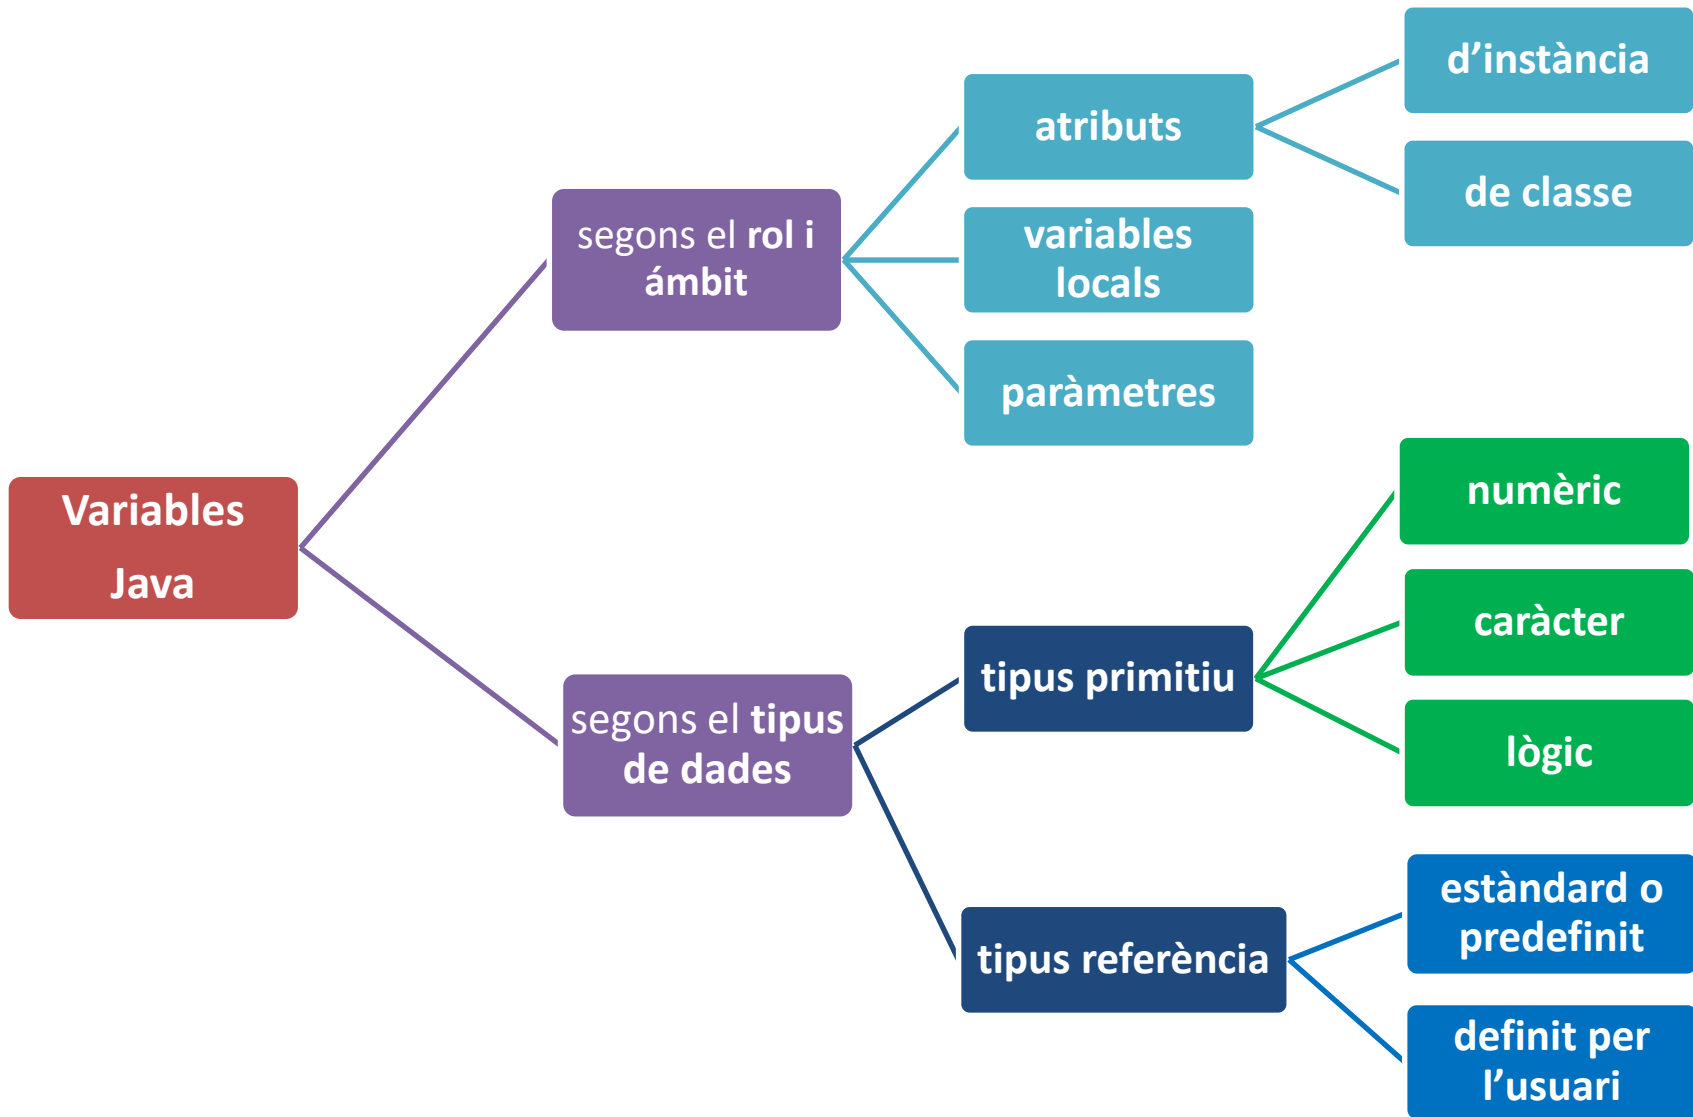 Variables
Java
segons el rol i
ámbit
atributs
d’instància
de classe
variables
locals
paràmetres
segons el tipus
de dades
tipus primitiu
numèric
caràcter
lògic
tipus referència
estàndard o
predefinit
definit per
l’usuari